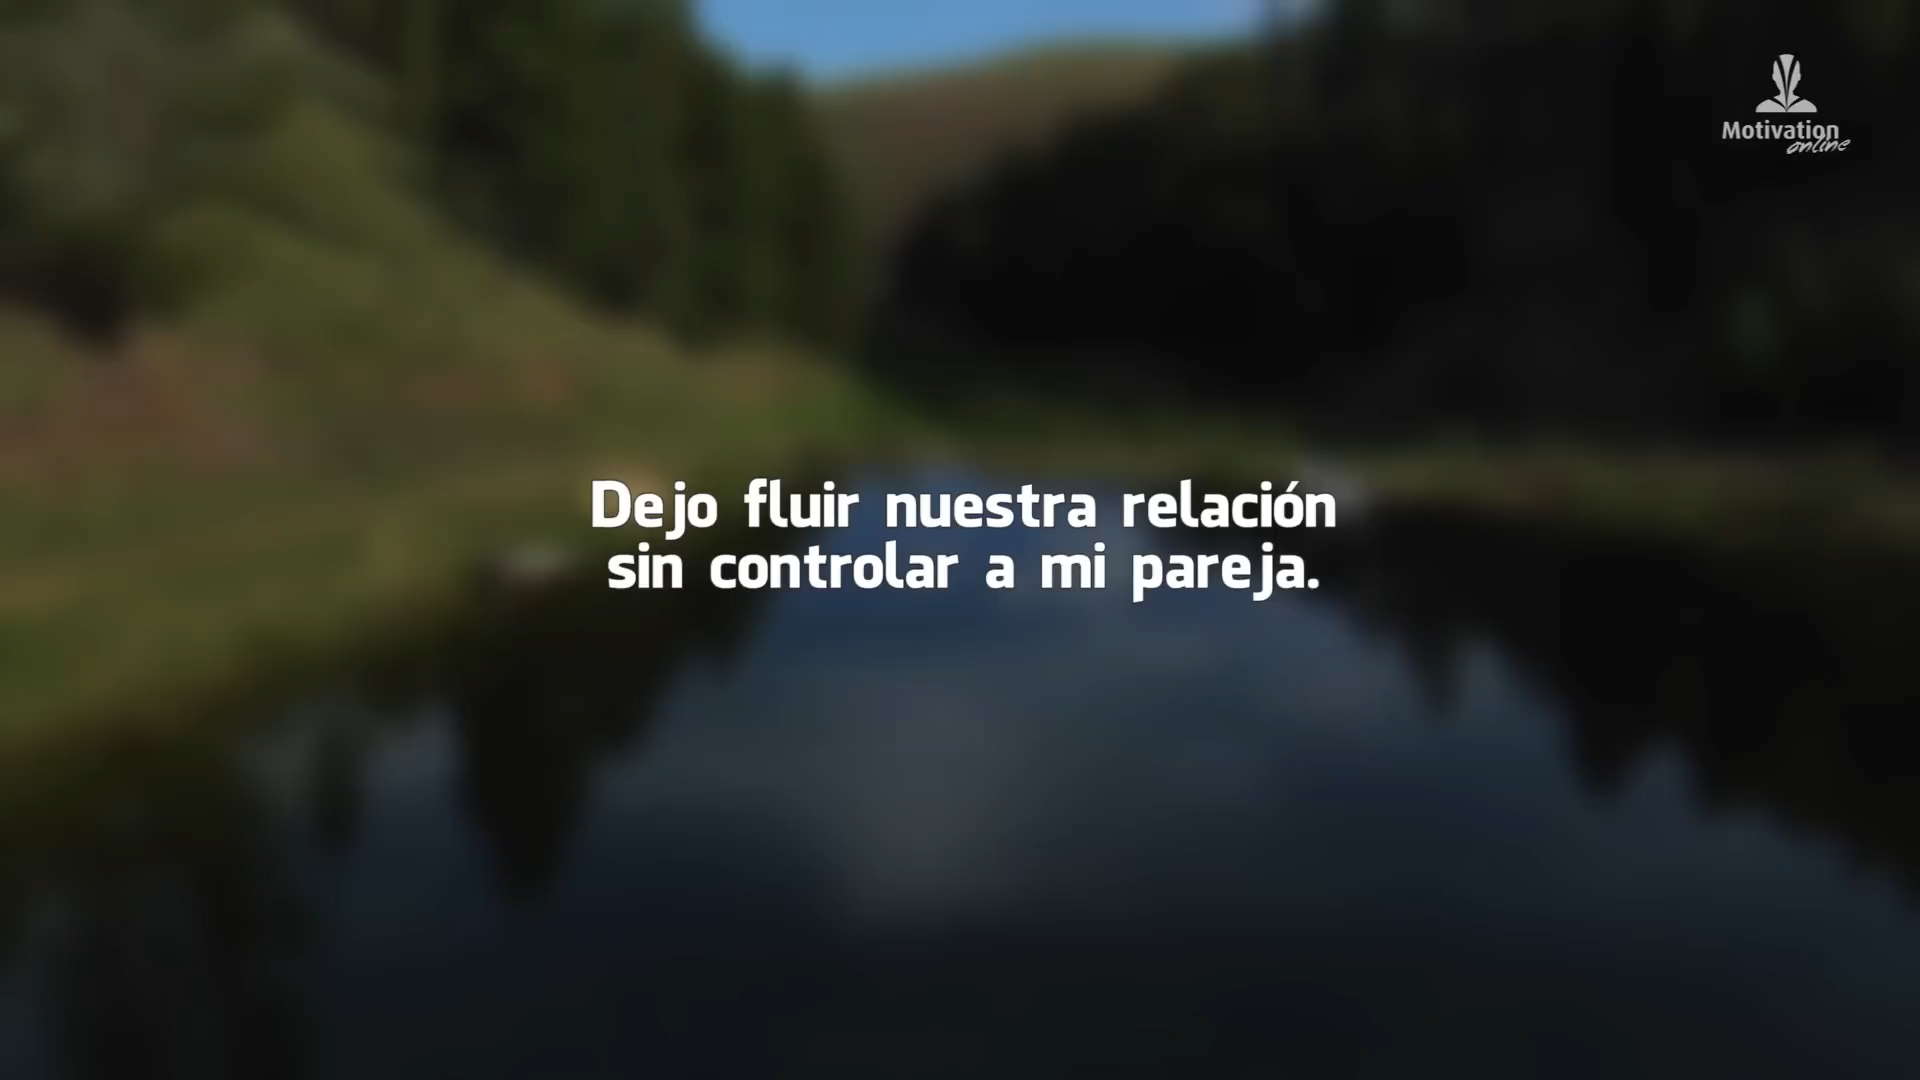 Motivation
online
Dejo fluir nuestra relación
sin controlar a mi pareja.